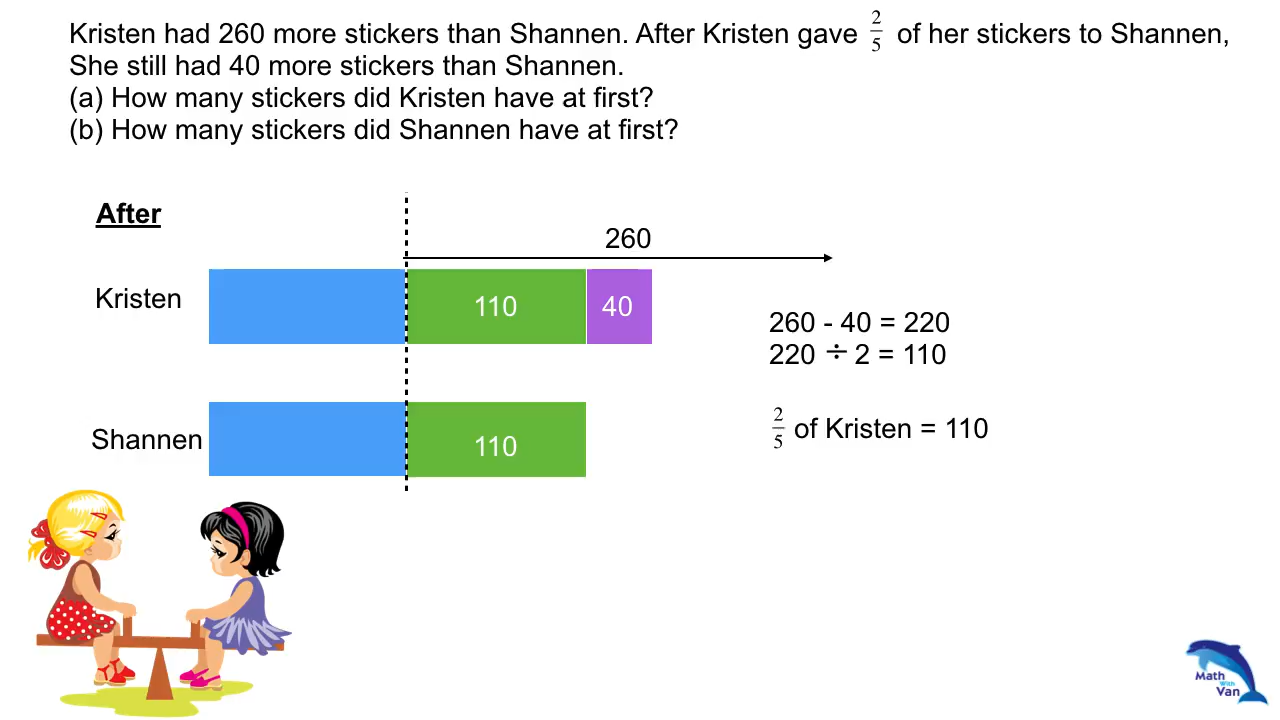 Kristen had 260 more stickers than Shannen. After Kristen gave 2/5 of her stickers to Shannen,
She still had 40 more stickers than Shannen.
(a) How many stickers did Kristen have at first?
(b) How many stickers did Shannen have at first?
After
260
Kristen
110 40
260 - 40 = 220
220 ÷ 2 = 110
2/5 of Kristen = 110
Shannen
110
Math
With
Van